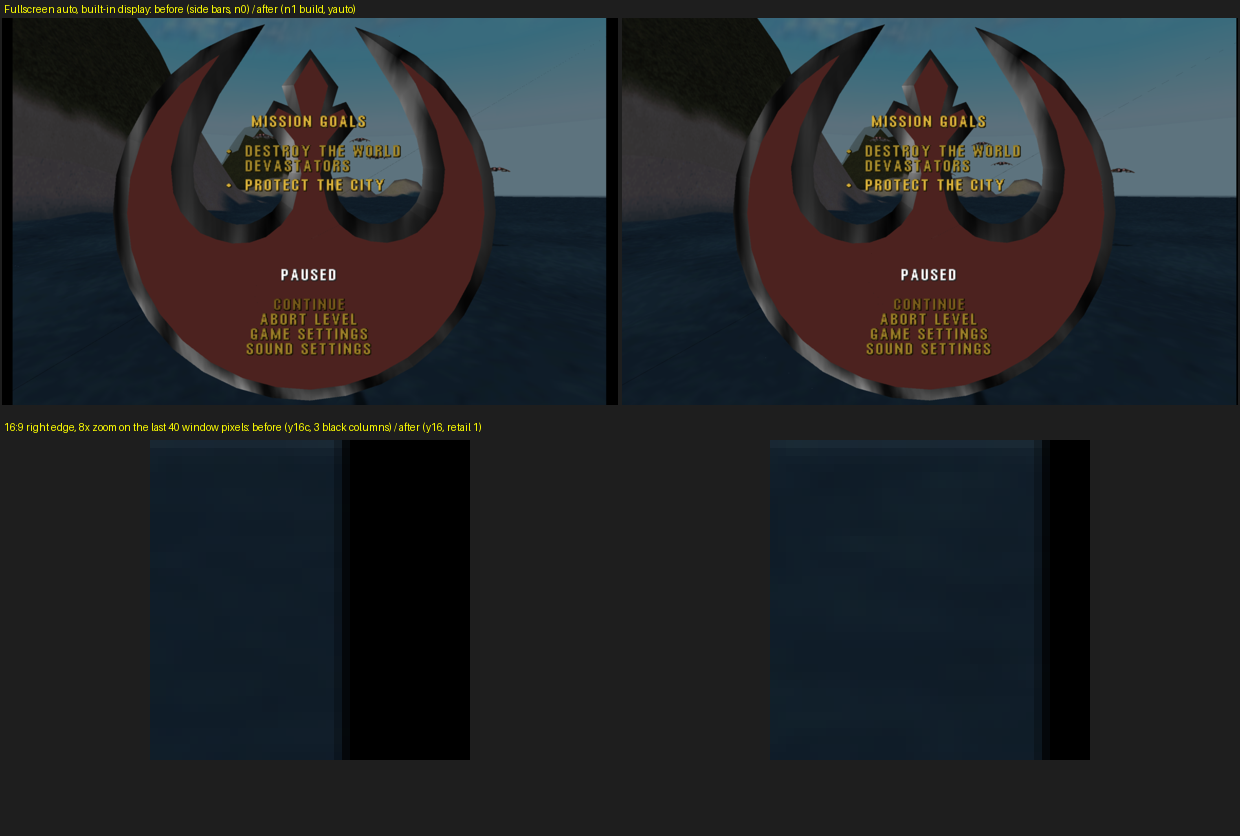 Fullscreen auto, built-in display: before (side bars, n0) / after (n1 build, yauto)
MISSION GOALS
• DESTROY THE WORLD
DEVASTATORS
• PROTECT THE CITY
PAUSED
CONTINUE
ABORT LEVEL
GAME SETTINGS
SOUND SETTINGS
MISSION GOALS
• DESTROY THE WORLD
DEVASTATORS
• PROTECT THE CITY
PAUSED
CONTINUE
ABORT LEVEL
GAME SETTINGS
SOUND SETTINGS
16:9 right edge, 8x zoom on the last 40 window pixels: before (y16c, 3 black columns) / after (y16, retail 1)